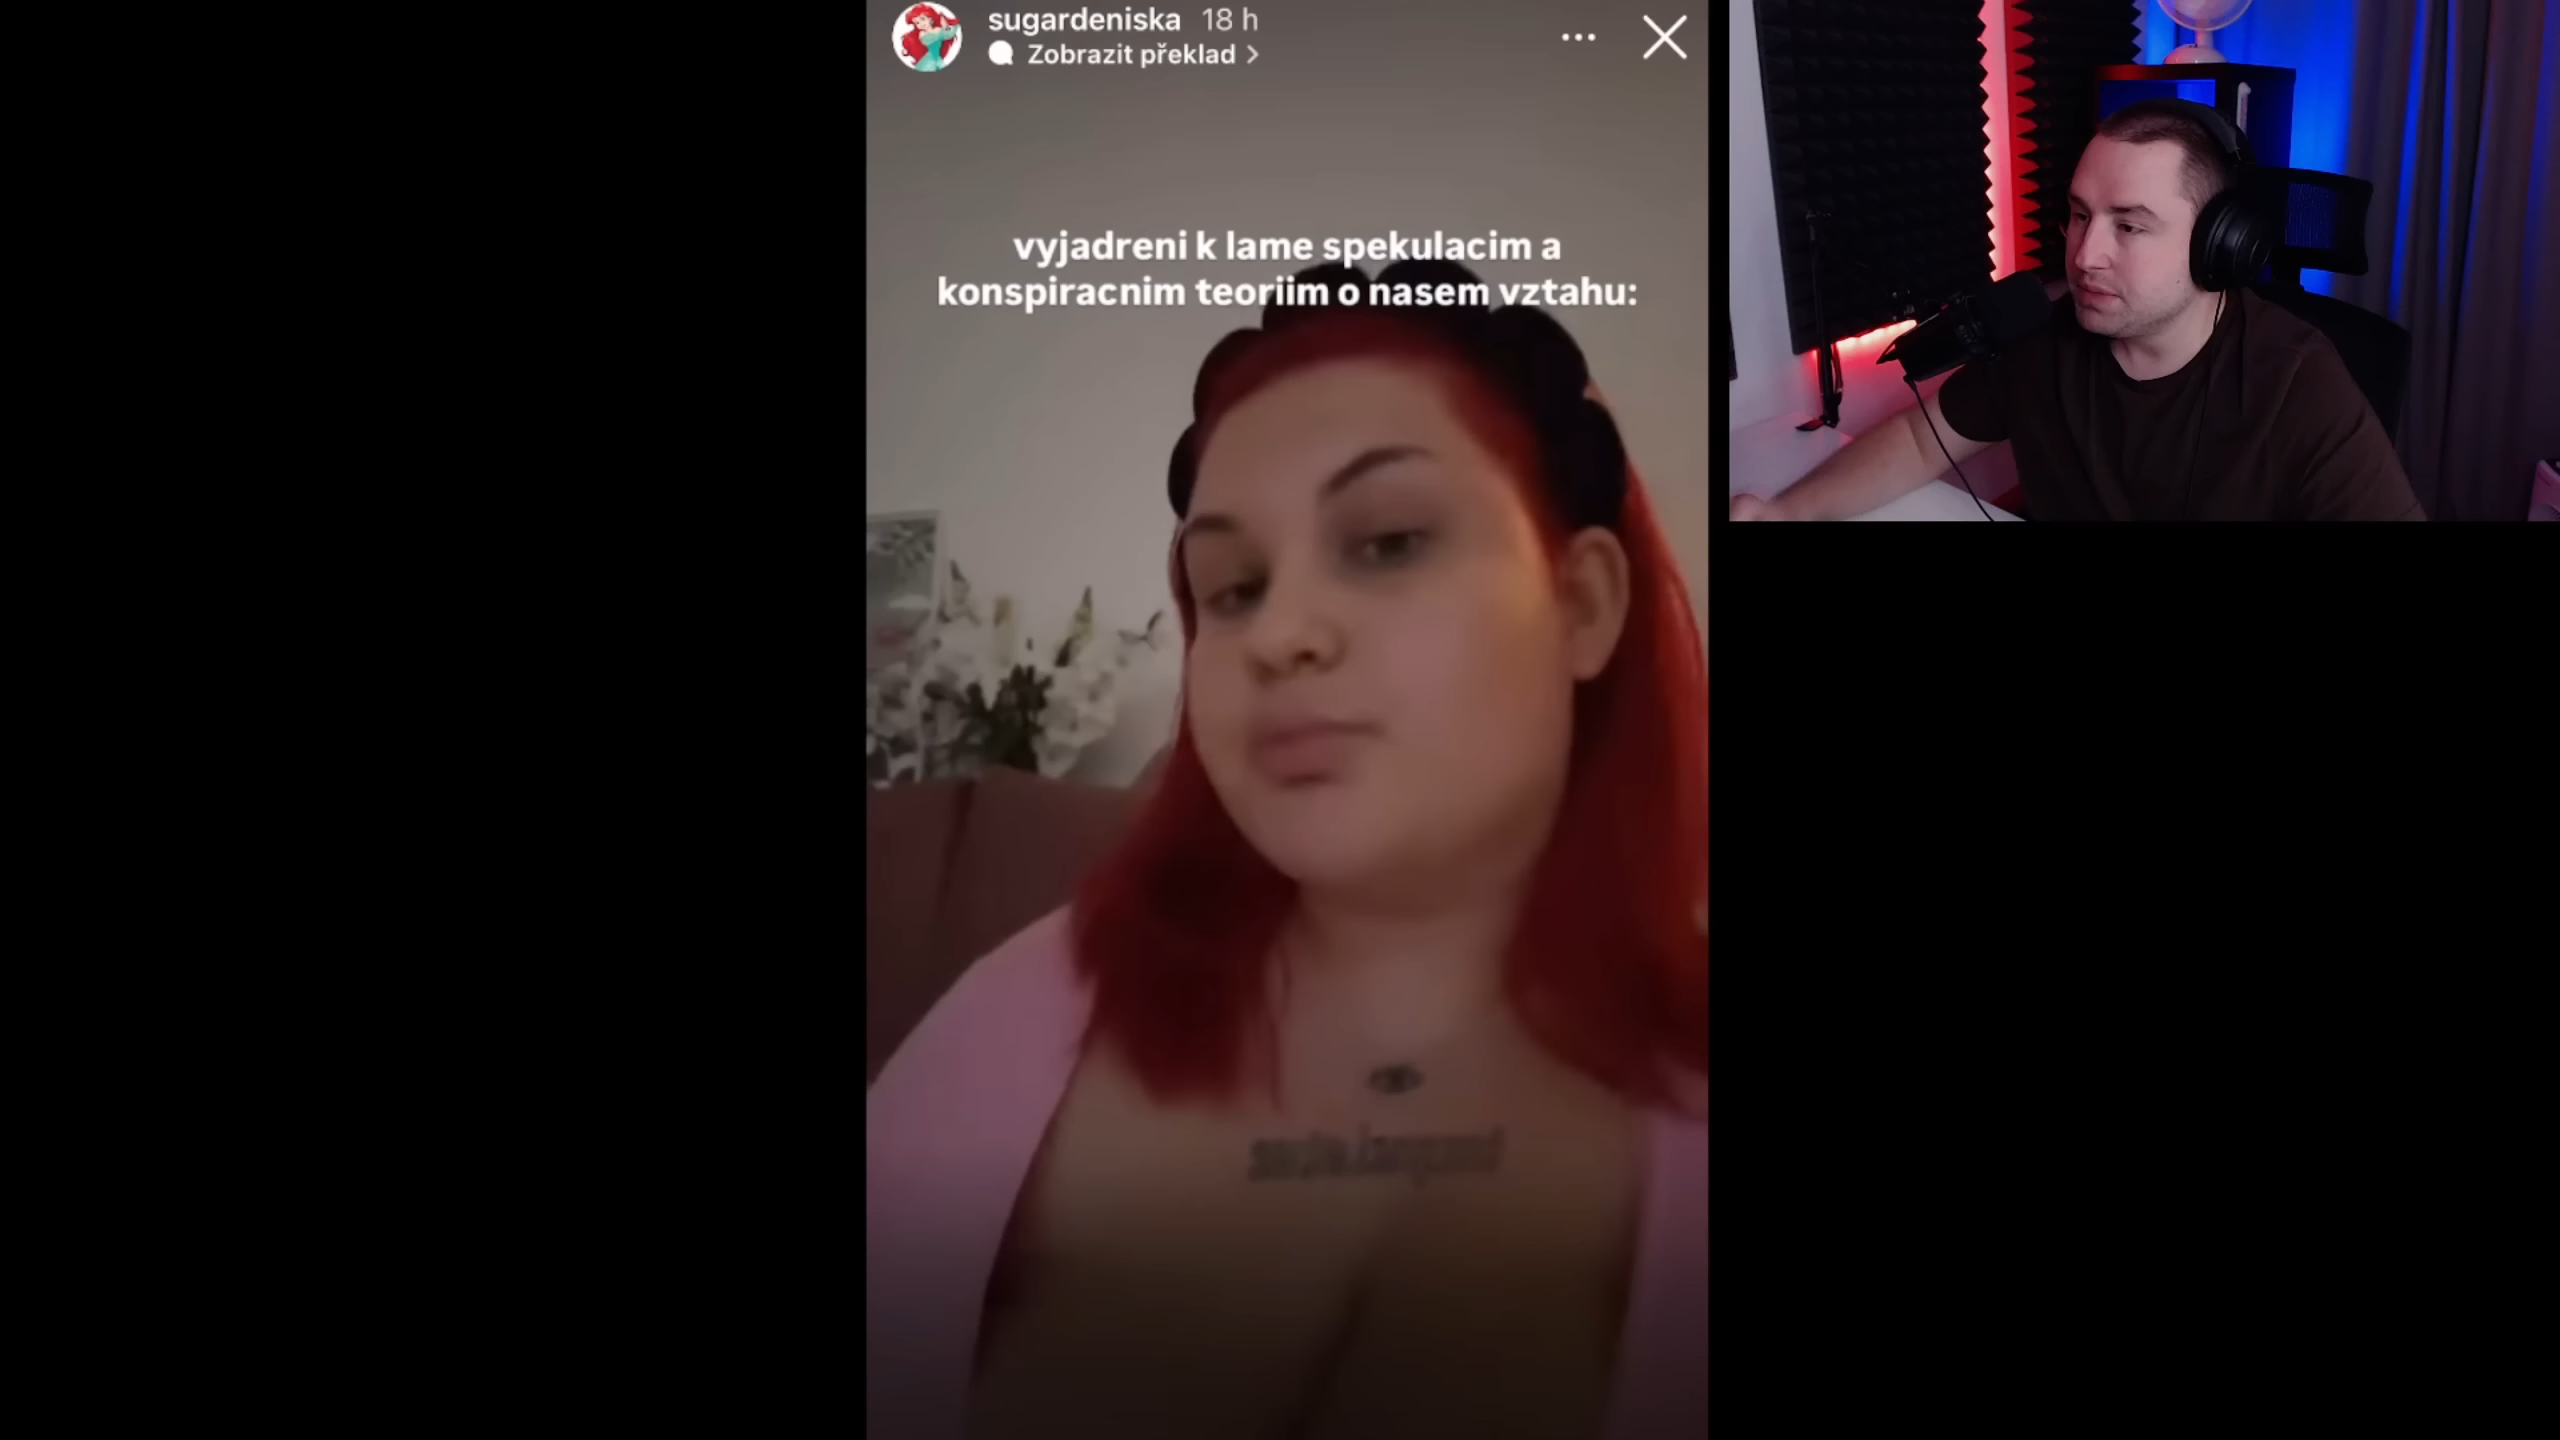 sugardeniska 18 h
Zobrazit překlad >
vyjadreni k lame spekulacim a
konspiracnim teoriim o nasem vztahu: